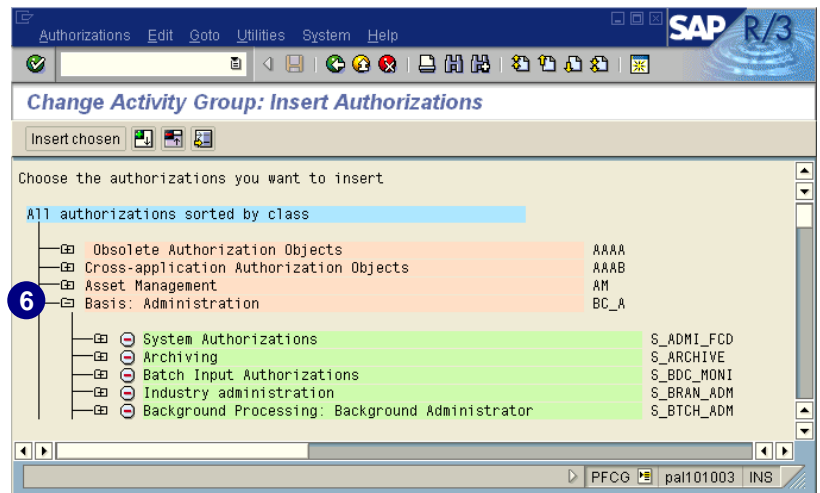 SAP R/3
Authorizations Edit Goto Utilities System Help
Change Activity Group: Insert Authorizations
Insert chosen
Choose the authorizations you want to insert
All authorizations sorted by class
Obsolete Authorization Objects AAAA
Cross-application Authorization Objects AAAB
Asset Management AM
6 Basis: Administration BC_A
System Authorizations S_ADMI_FCD
Archiving S_ARCHIVE
Batch Input Authorizations S_BDC_MONI
Industry administration S_BRAN_ADM
Background Processing: Background Administrator S_BTCH_ADM
PFCG pal101003 INS